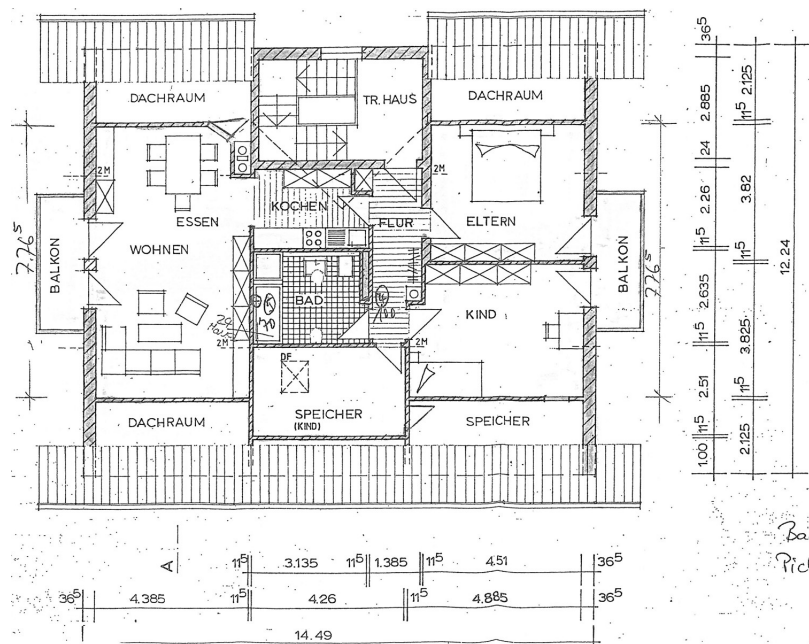 DACHRAUM
DACHRAUM
TR. HAUS
2M
2M
ESSEN
WOHNEN
KOCHEN
FLUR
ELTERN
BALKON
BALKON
7.76⁵
7.76⁵
BAD
KIND
2M
2M
DF
SPEICHER
(KIND)
SPEICHER
DACHRAUM
36⁵
2.885
24
2.26
11⁵
2.635
11⁵
2.51
11⁵
1.00
2.125
11⁵
3.82
11⁵
3.825
11⁵
2.125
12.24
Ba
A
11⁵ 3.135 11⁵ 1.385 11⁵ 4.51 36⁵
36⁵ 4.385 11⁵ 4.26 11⁵ 4.885 36⁵
14.49